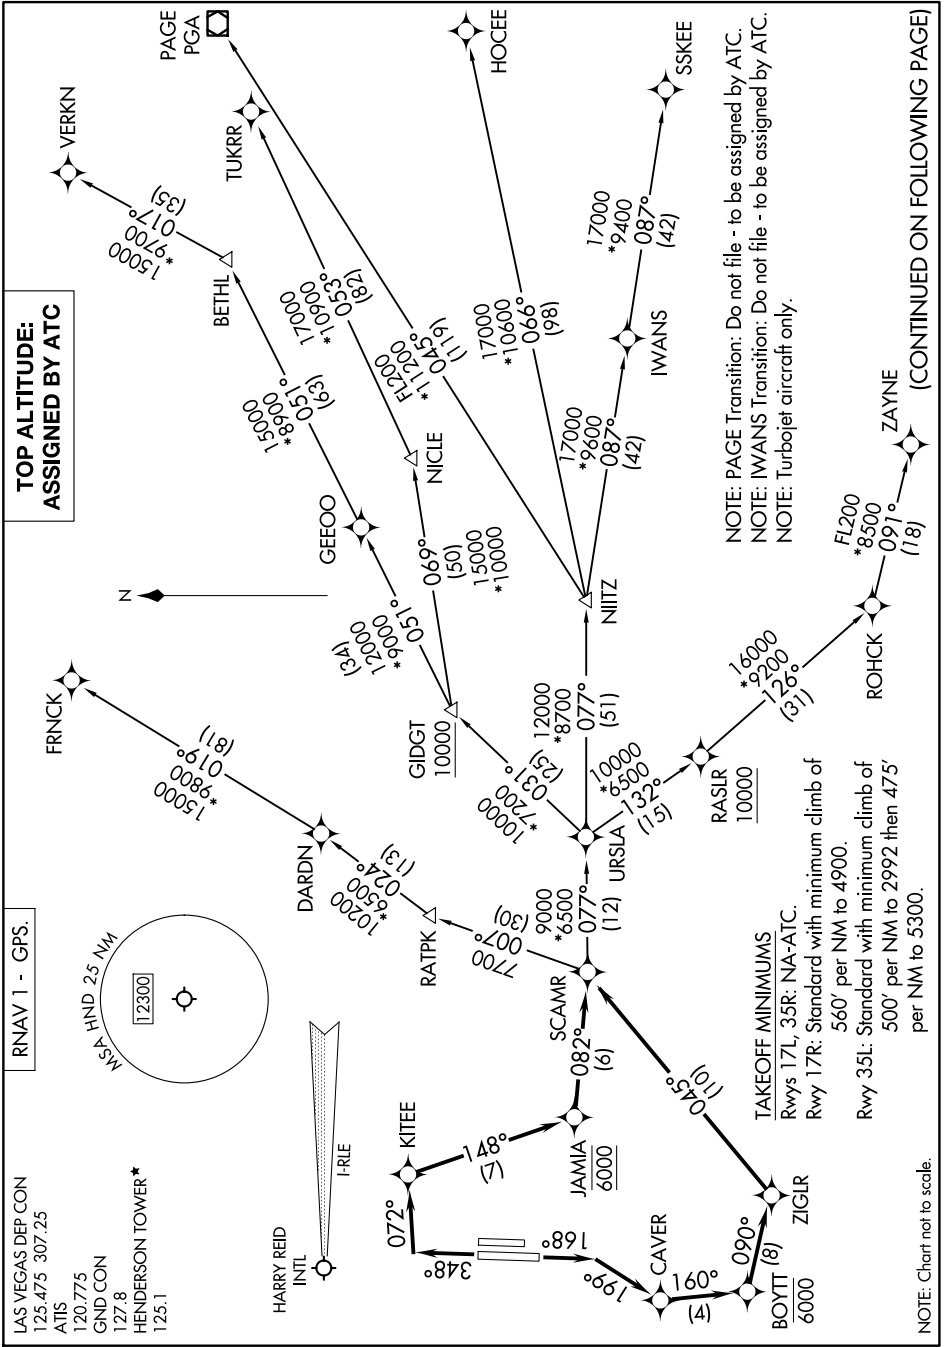 LAS VEGAS DEP CON
125.475 307.25
ATIS
120.775
GND CON
127.8
HENDERSON TOWER★
125.1
RNAV 1 - GPS.
TOP ALTITUDE:
ASSIGNED BY ATC
MSA HND 25 NM
12300
HARRY REID
INTL
I-RLE
N
FRNCK
15000
*9800
019°
(81)
DARDN
10200
*6500
024°
(13)
RATPK
7700
007°
(30)
SCAMR
VERKN
15000
*9700
017°
(35)
BETHL
15000
*8900
051°
(63)
GEEOO
12000
*9000
051°
(34)
GIDGT
10000
10000
*7200
031°
(25)
PAGE
PGA
TUKRR
17000
*10900
053°
(82)
NICLE
069°
(50)
15000
*10000
FL200
*11200
045°
(119)
HOCEE
17000
*10600
066°
(98)
SSKEE
17000
*9400
087°
(42)
IWANS
17000
*9600
087°
(42)
NIITZ
12000
*8700
077°
(51)
URSLA
9000
*6500
077°
(12)
10000
*6500
132°
(15)
RASLR
10000
16000
*9200
126°
(31)
ROHCK
FL200
*8500
091°
(18)
ZAYNE
KITEE
072°
348°
148°
(7)
JAMIA
6000
082°
(6)
168°
199°
CAVER
160°
(4)
BOYTT
6000
090°
(8)
ZIGLR
045°
(10)
NOTE: PAGE Transition: Do not file - to be assigned by ATC.
NOTE: IWANS Transition: Do not file - to be assigned by ATC.
NOTE: Turbojet aircraft only.
TAKEOFF MINIMUMS
Rwys 17L, 35R: NA-ATC.
Rwy 17R: Standard with minimum climb of
560' per NM to 4900.
Rwy 35L: Standard with minimum climb of
500' per NM to 2992 then 475'
per NM to 5300.
NOTE: Chart not to scale.
(CONTINUED ON FOLLOWING PAGE)